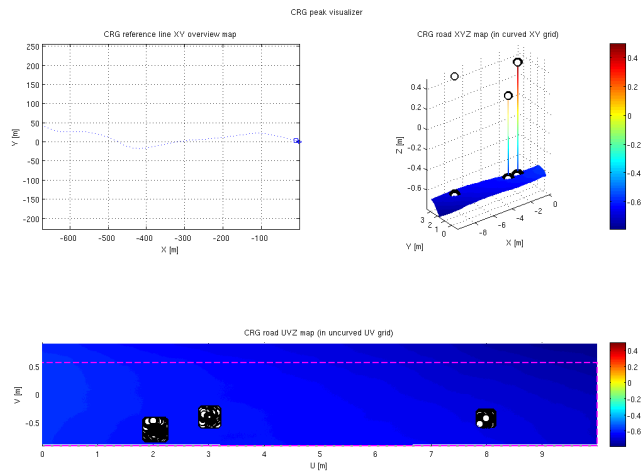 CRG peak visualizer
CRG reference line XY overview map
250
200
150
100
50
0
-50
-100
-150
-200
Y [m]
-600 -500 -400 -300 -200 -100
X [m]
CRG road XYZ map (in curved XY grid)
0.4
0.2
0
-0.2
-0.4
-0.6
Z [m]
3
2
1
0
Y [m]
-8 -6 -4 -2 0
X [m]
0.4
0.2
0
-0.2
-0.4
-0.6
CRG road UVZ map (in uncurved UV grid)
0.5
0
-0.5
V [m]
0 1 2 3 4 5 6 7 8 9
U [m]
0.4
0.2
0
-0.2
-0.4
-0.6